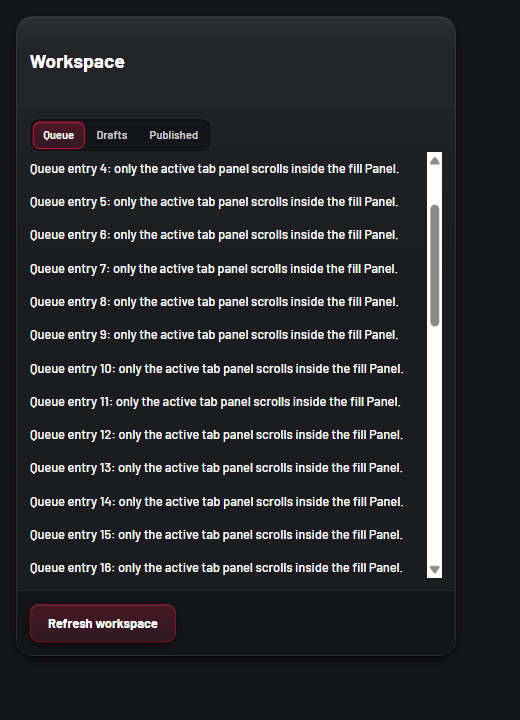 Workspace
Queue Drafts Published
Queue entry 4: only the active tab panel scrolls inside the fill Panel.
Queue entry 5: only the active tab panel scrolls inside the fill Panel.
Queue entry 6: only the active tab panel scrolls inside the fill Panel.
Queue entry 7: only the active tab panel scrolls inside the fill Panel.
Queue entry 8: only the active tab panel scrolls inside the fill Panel.
Queue entry 9: only the active tab panel scrolls inside the fill Panel.
Queue entry 10: only the active tab panel scrolls inside the fill Panel.
Queue entry 11: only the active tab panel scrolls inside the fill Panel.
Queue entry 12: only the active tab panel scrolls inside the fill Panel.
Queue entry 13: only the active tab panel scrolls inside the fill Panel.
Queue entry 14: only the active tab panel scrolls inside the fill Panel.
Queue entry 15: only the active tab panel scrolls inside the fill Panel.
Queue entry 16: only the active tab panel scrolls inside the fill Panel.
Refresh workspace